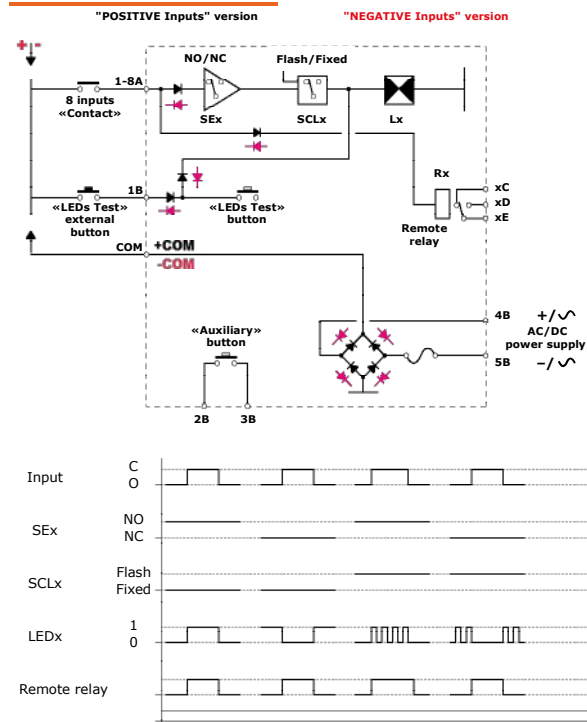 "POSITIVE Inputs" version
"NEGATIVE Inputs" version
+ -
NO/NC
Flash/Fixed
1-8A
8 inputs
«Contact»
SEx
SCLx
Lx
Rx
xC
xD
xE
1B
«LEDs Test»
external
button
«LEDs Test»
button
Remote
relay
COM
+COM
-COM
4B
+/
AC/DC
power supply
5B
–/
«Auxiliary»
button
2B
3B
Input
C
O
SEx
NO
NC
SCLx
Flash
Fixed
LEDx
1
0
Remote relay